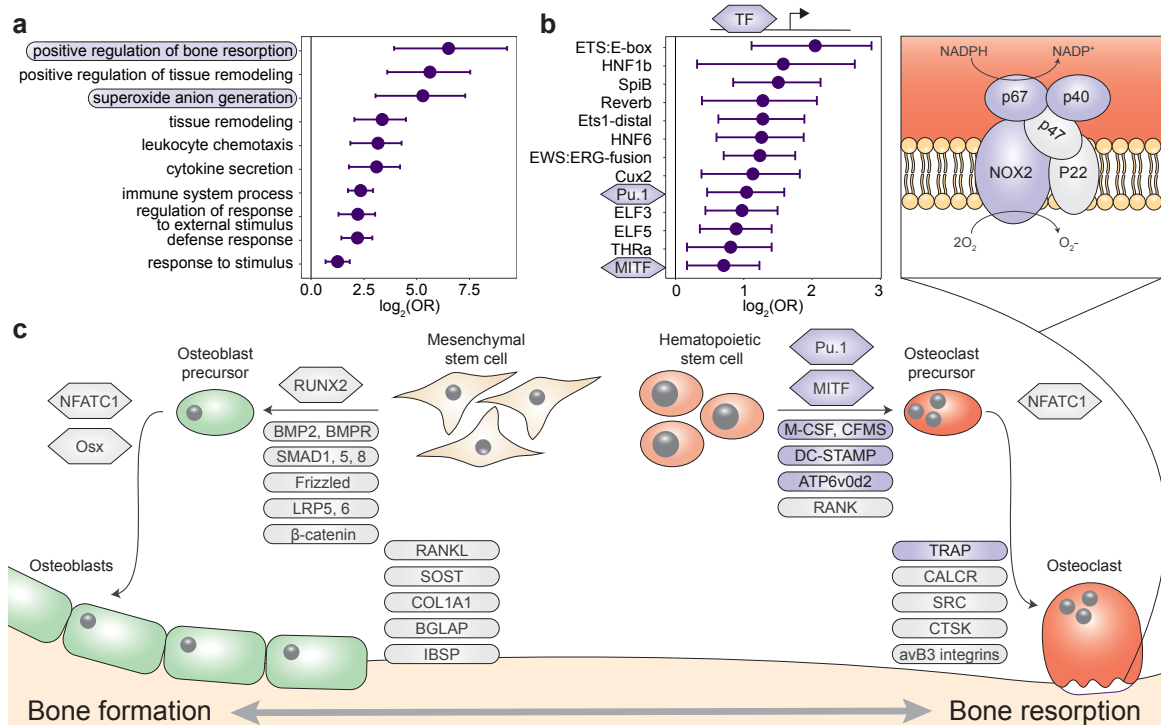 a
positive regulation of bone resorption
positive regulation of tissue remodeling
superoxide anion generation
tissue remodeling
leukocyte chemotaxis
cytokine secretion
immune system process
regulation of response
to external stimulus
defense response
response to stimulus
0.0 2.5 5.0 7.5
log2(OR)
b
TF
ETS:E-box
HNF1b
SpiB
Reverb
Ets1-distal
HNF6
EWS:ERG-fusion
Cux2
Pu.1
ELF3
ELF5
THRa
MITF
0 1 2 3
log2(OR)
NADPH NADP+
p67 p40
p47
NOX2 P22
2O2 O2-
c
Osteoblast
precursor
NFATC1
Osx
RUNX2
BMP2, BMPR
SMAD1, 5, 8
Frizzled
LRP5, 6
β-catenin
Mesenchymal
stem cell
Hematopoietic
stem cell
Pu.1
MITF
M-CSF, CFMS
DC-STAMP
ATP6v0d2
RANK
Osteoclast
precursor
NFATC1
Osteoblasts
RANKL
SOST
COL1A1
BGLAP
IBSP
TRAP
CALCR
SRC
CTSK
avB3 integrins
Osteoclast
Bone formation
Bone resorption